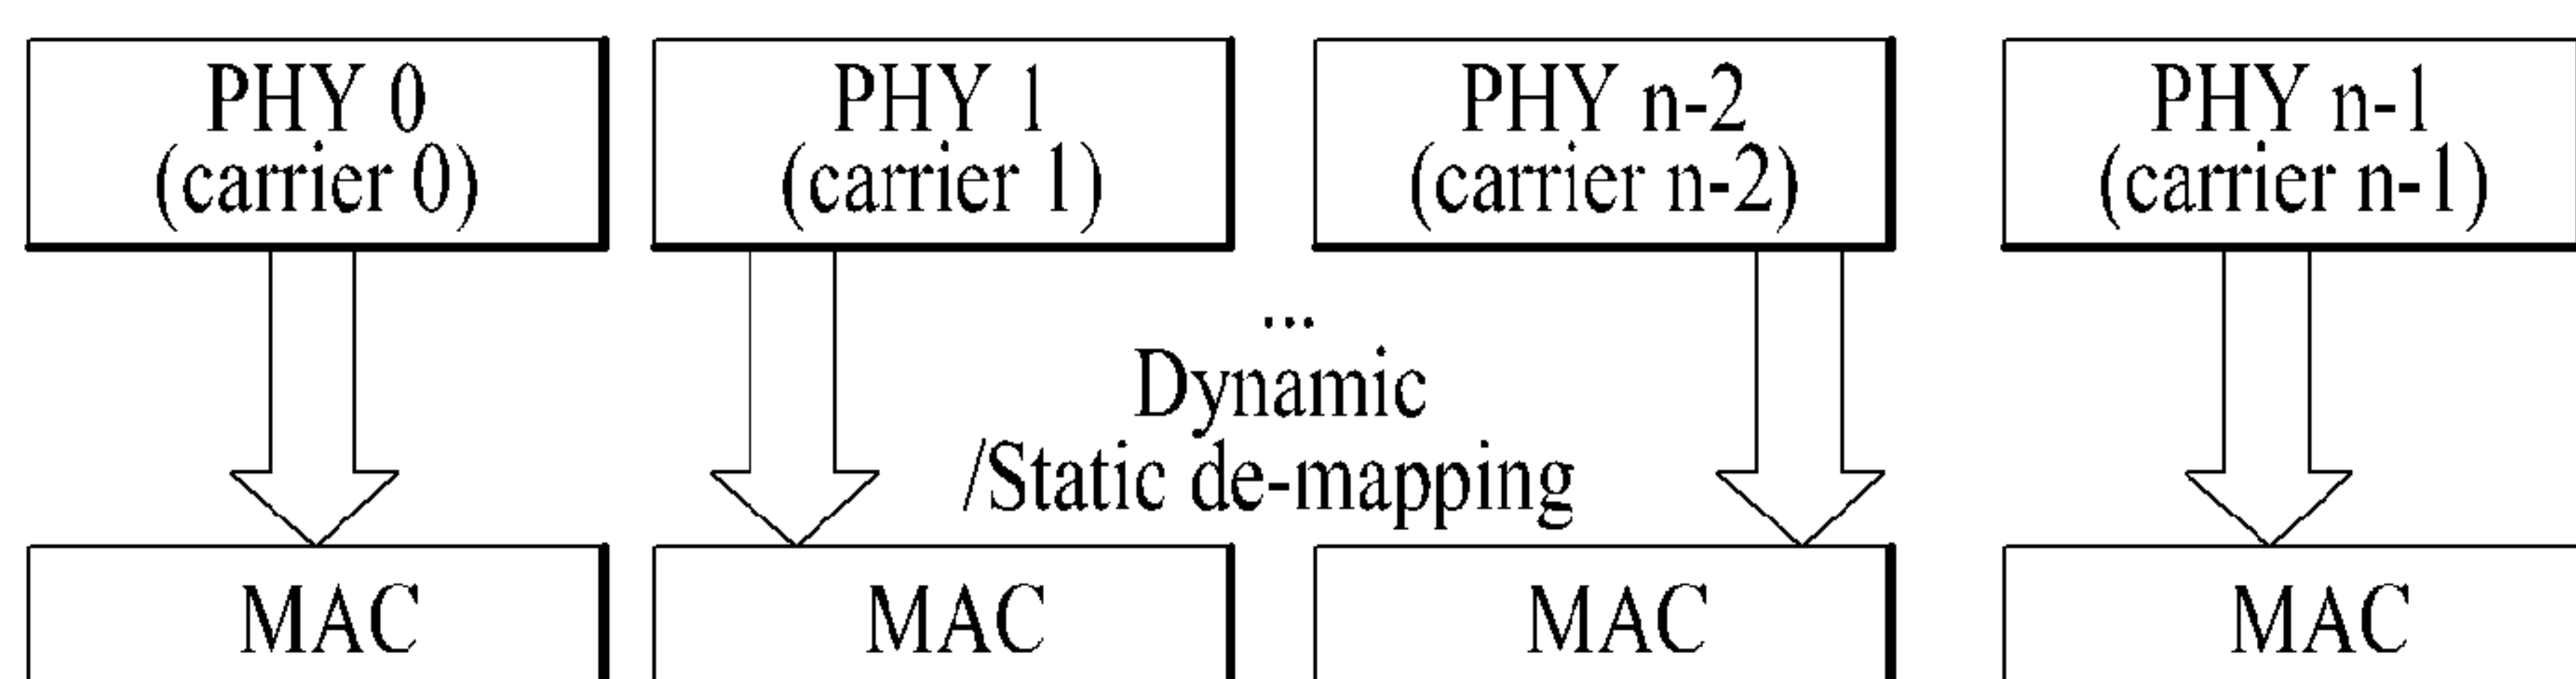 PHY 0
(carrier 0)
PHY 1
(carrier 1)
PHY n-2
(carrier n-2)
PHY n-1
(carrier n-1)
...
Dynamic
/Static de-mapping
MAC
MAC
MAC
MAC